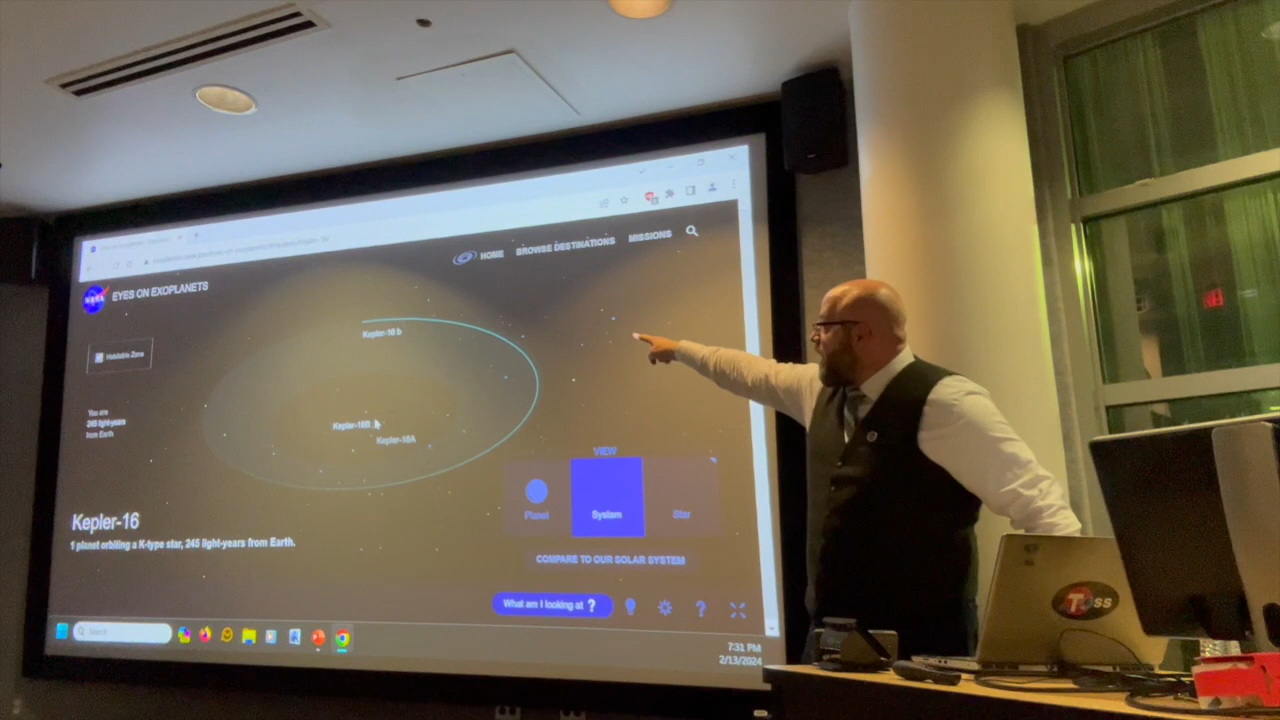 HOME
BROWSE DESTINATIONS
MISSIONS
NASA
EYES ON EXOPLANETS
Habitable Zone
Kepler-16 b
You are
245 light-years
from Earth
Kepler-16B
Kepler-16A
VIEW
Planet
System
Star
Kepler-16
1 planet orbiting a K-type star, 245 light-years from Earth.
COMPARE TO OUR SOLAR SYSTEM
What am I looking at ?
?
Search
7:31 PM
2/13/2024